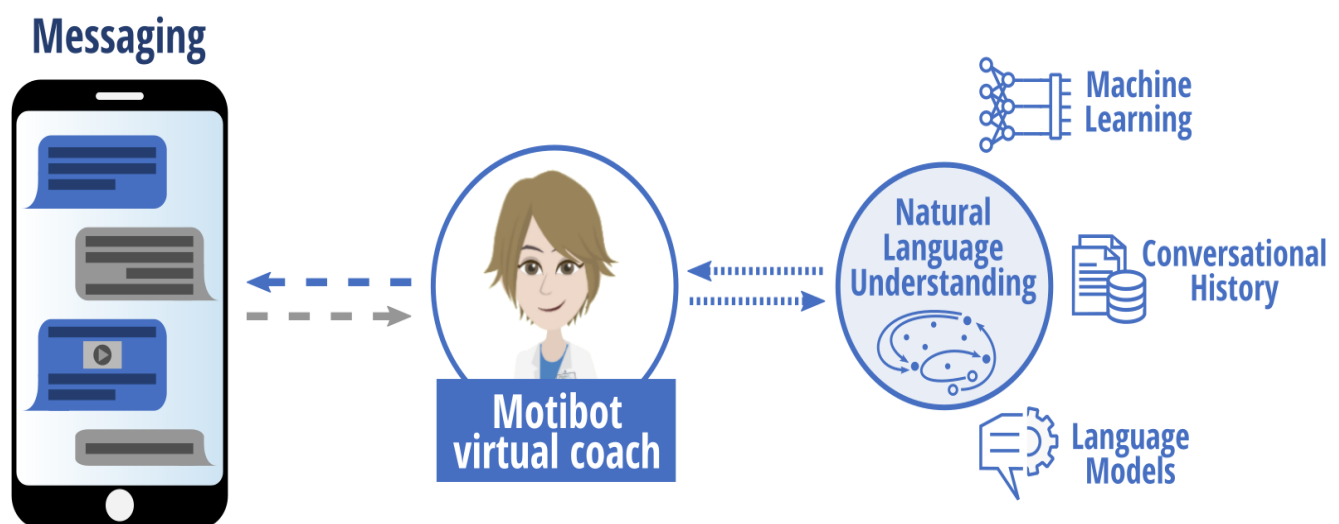 Messaging
Motibot
virtual coach
Natural
Language
Understanding
Machine
Learning
Conversational
History
Language
Models